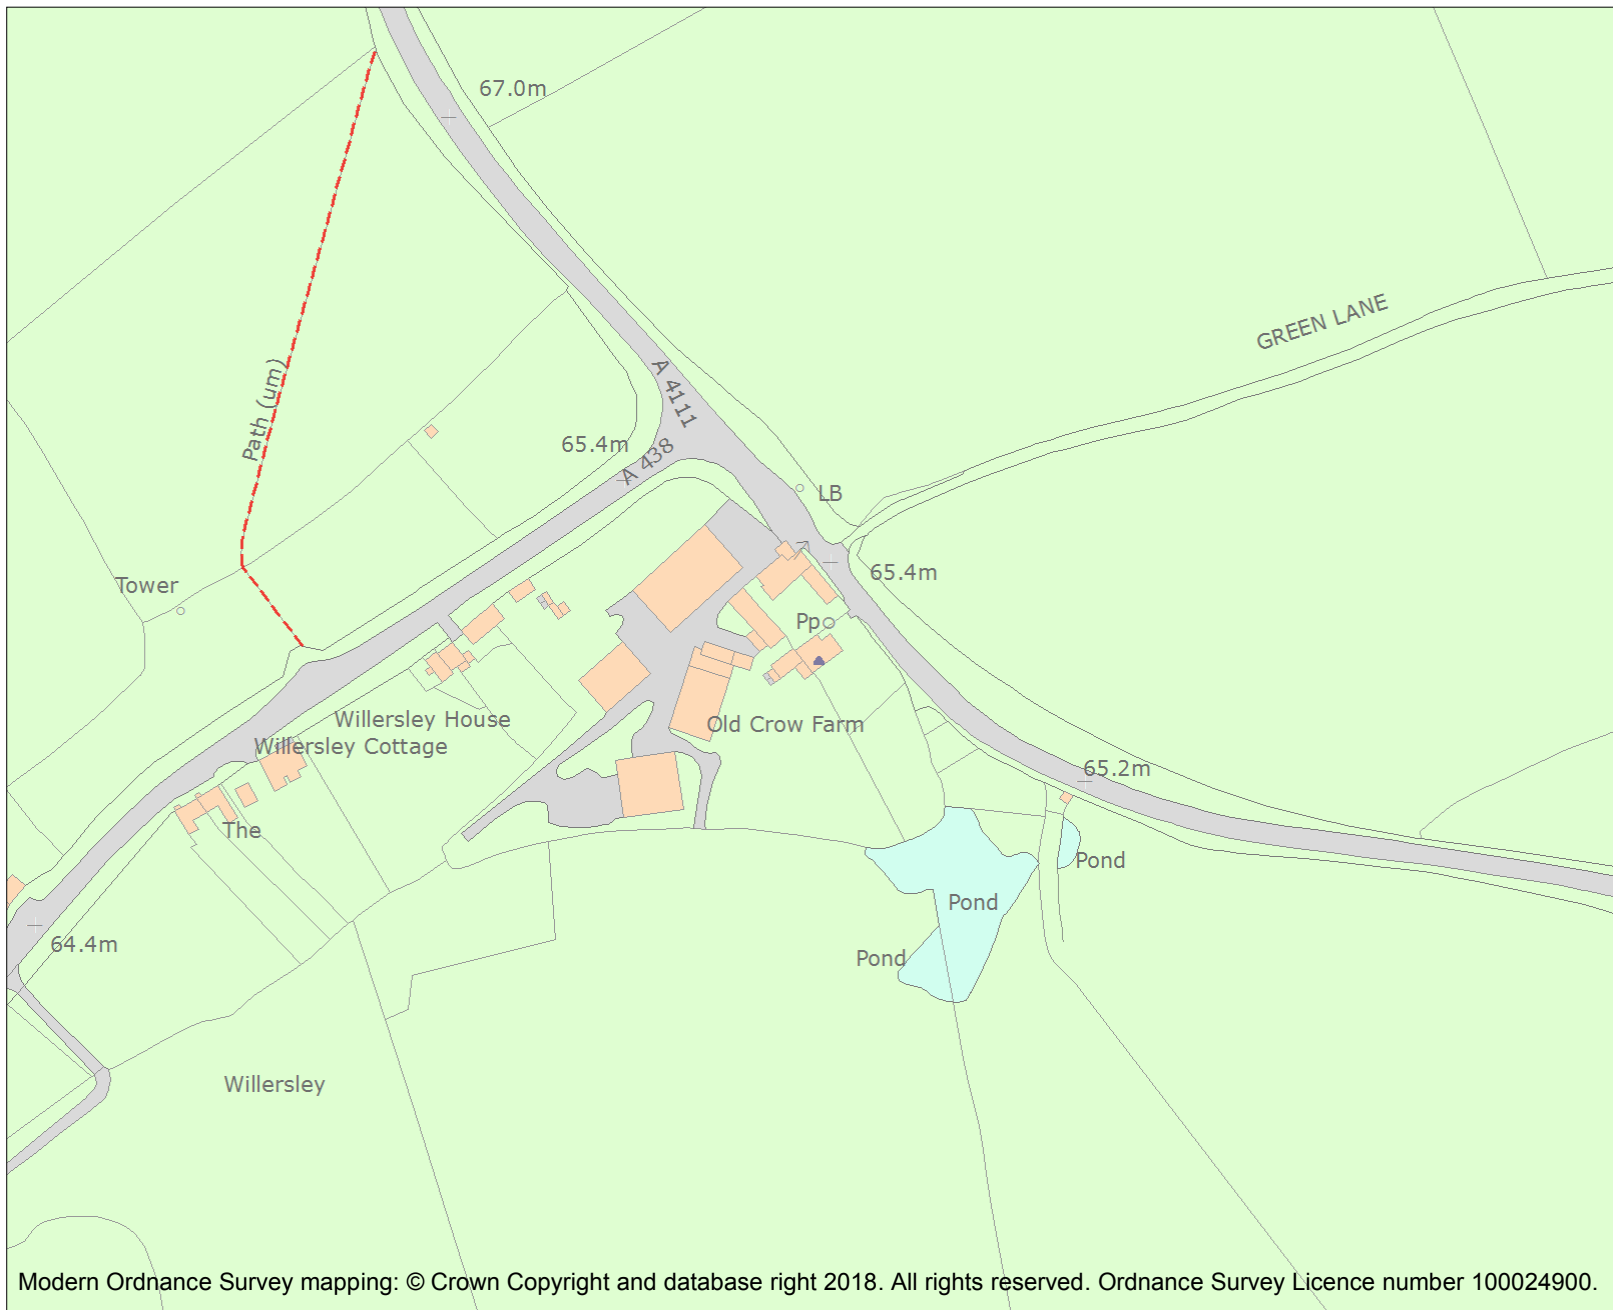 67.0m
GREEN LANE
A 4111
Path (um)
65.4m
A 438
LB
65.4m
Tower
Pp
Willersley House
Old Crow Farm
Willersley Cottage
65.2m
The
Pond
Pond
64.4m
Pond
Willersley
Modern Ordnance Survey mapping: © Crown Copyright and database right 2018. All rights reserved. Ordnance Survey Licence number 100024900.